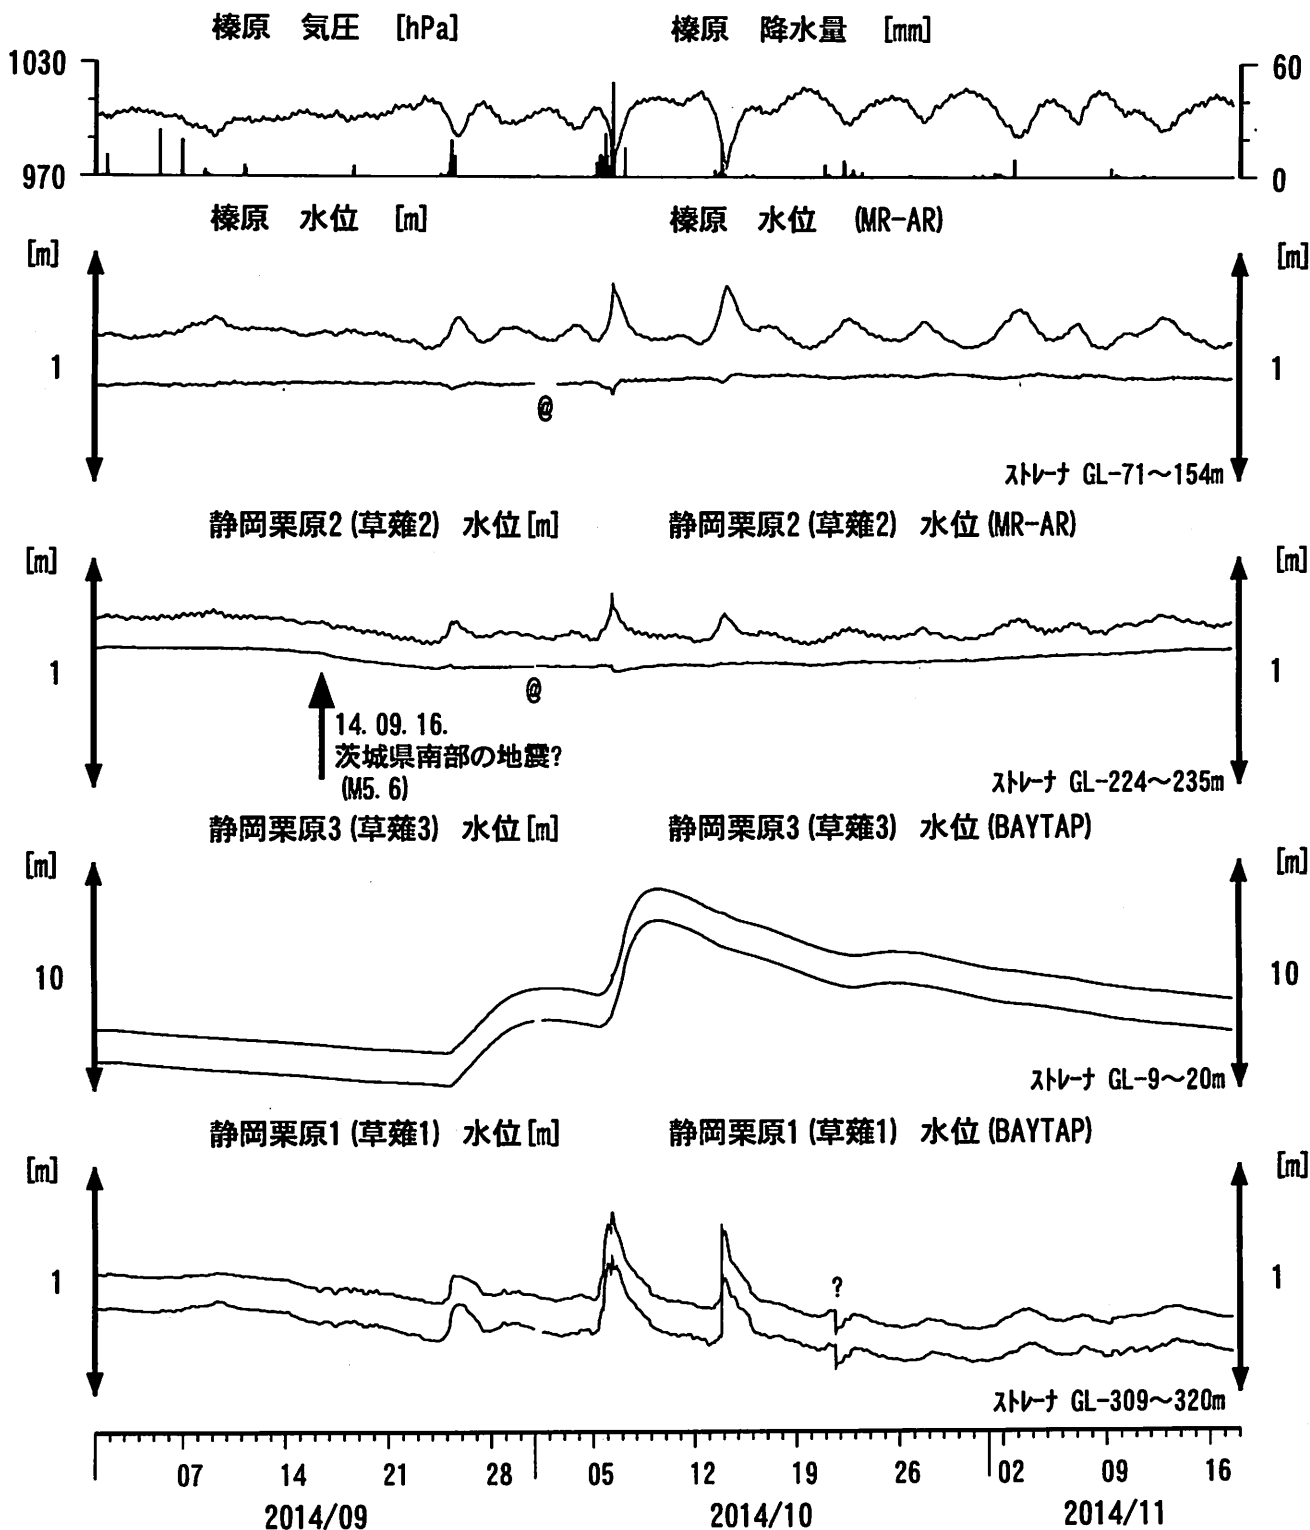 榛原 気圧 [hPa] 榛原 降水量 [mm]
1030 60
970 0
榛原 水位 [m] 榛原 水位 (MR-AR)
[m] [m]
1 1
@
ストレーナ GL-71〜154m
静岡栗原2(草薙2) 水位[m] 静岡栗原2(草薙2) 水位(MR-AR)
[m] [m]
1 1
@
14.09.16.
茨城県南部の地震?
(M5.6)
ストレーナ GL-224〜235m
静岡栗原3(草薙3) 水位[m] 静岡栗原3(草薙3) 水位(BAYTAP)
[m] [m]
10 10
ストレーナ GL-9〜20m
静岡栗原1(草薙1) 水位[m] 静岡栗原1(草薙1) 水位(BAYTAP)
[m] [m]
1 1
?
ストレーナ GL-309〜320m
07 14 21 28 05 12 19 26 02 09 16
2014/09 2014/10 2014/11